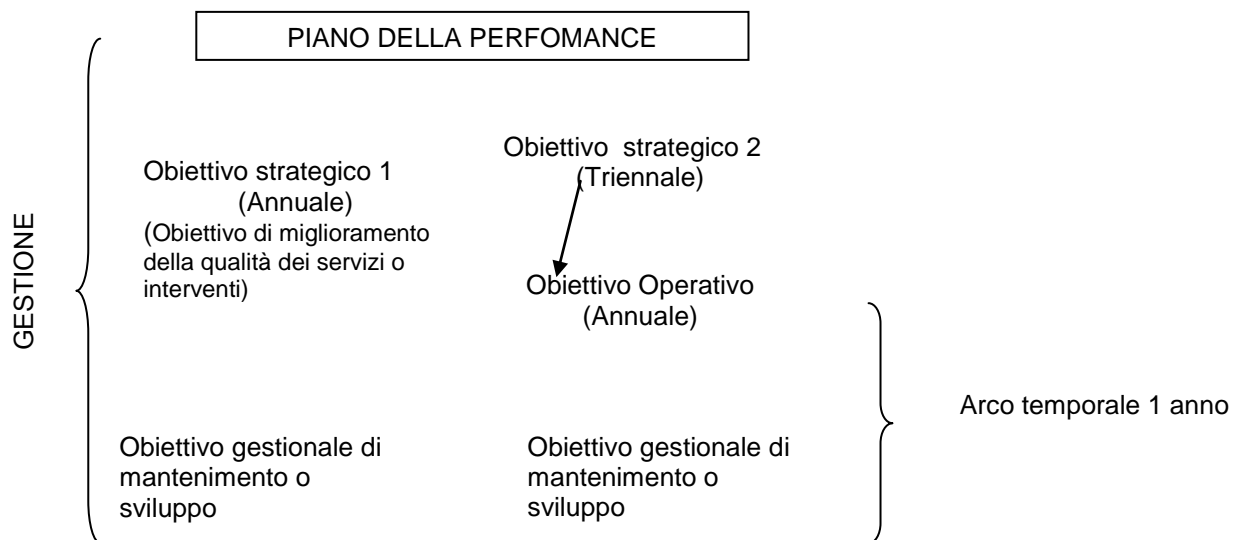 PIANO DELLA PERFOMANCE
GESTIONE
Obiettivo strategico 1
(Annuale)
(Obiettivo di miglioramento
della qualità dei servizi o
interventi)
Obiettivo strategico 2
(Triennale)
Obiettivo Operativo
(Annuale)
Arco temporale 1 anno
Obiettivo gestionale di
mantenimento o
sviluppo
Obiettivo gestionale di
mantenimento o
sviluppo